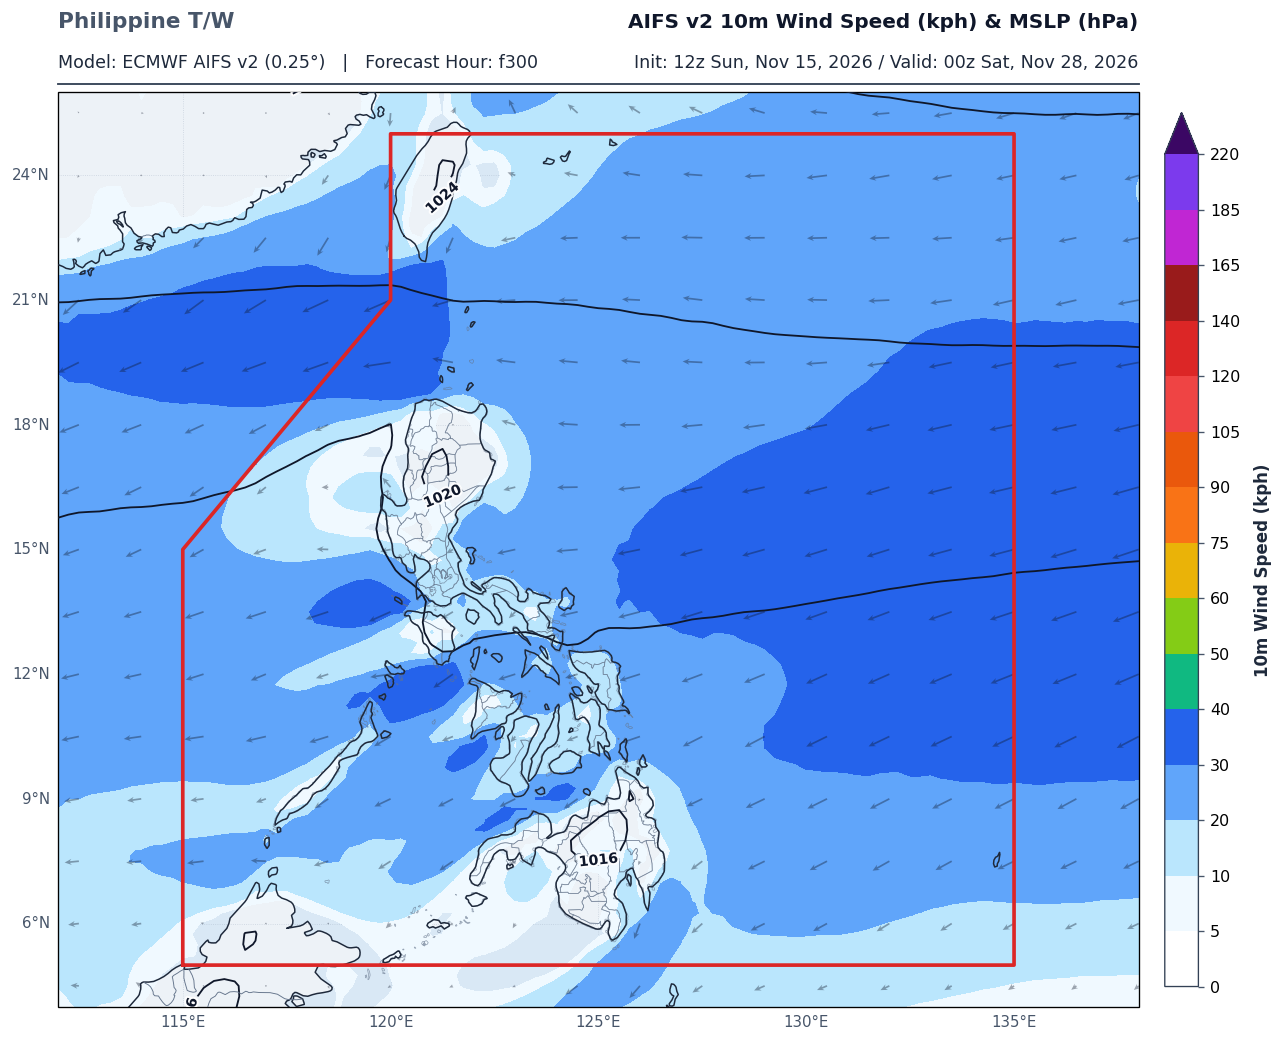 Philippine T/W
AIFS v2 10m Wind Speed (kph) & MSLP (hPa)
Model: ECMWF AIFS v2 (0.25°) | Forecast Hour: f300
Init: 12z Sun, Nov 15, 2026 / Valid: 00z Sat, Nov 28, 2026
24°N
21°N
18°N
15°N
12°N
9°N
6°N
1024
1020
1016
115°E
120°E
125°E
130°E
135°E
220
185
165
140
120
105
90
75
60
50
40
30
20
10
5
0
10m Wind Speed (kph)